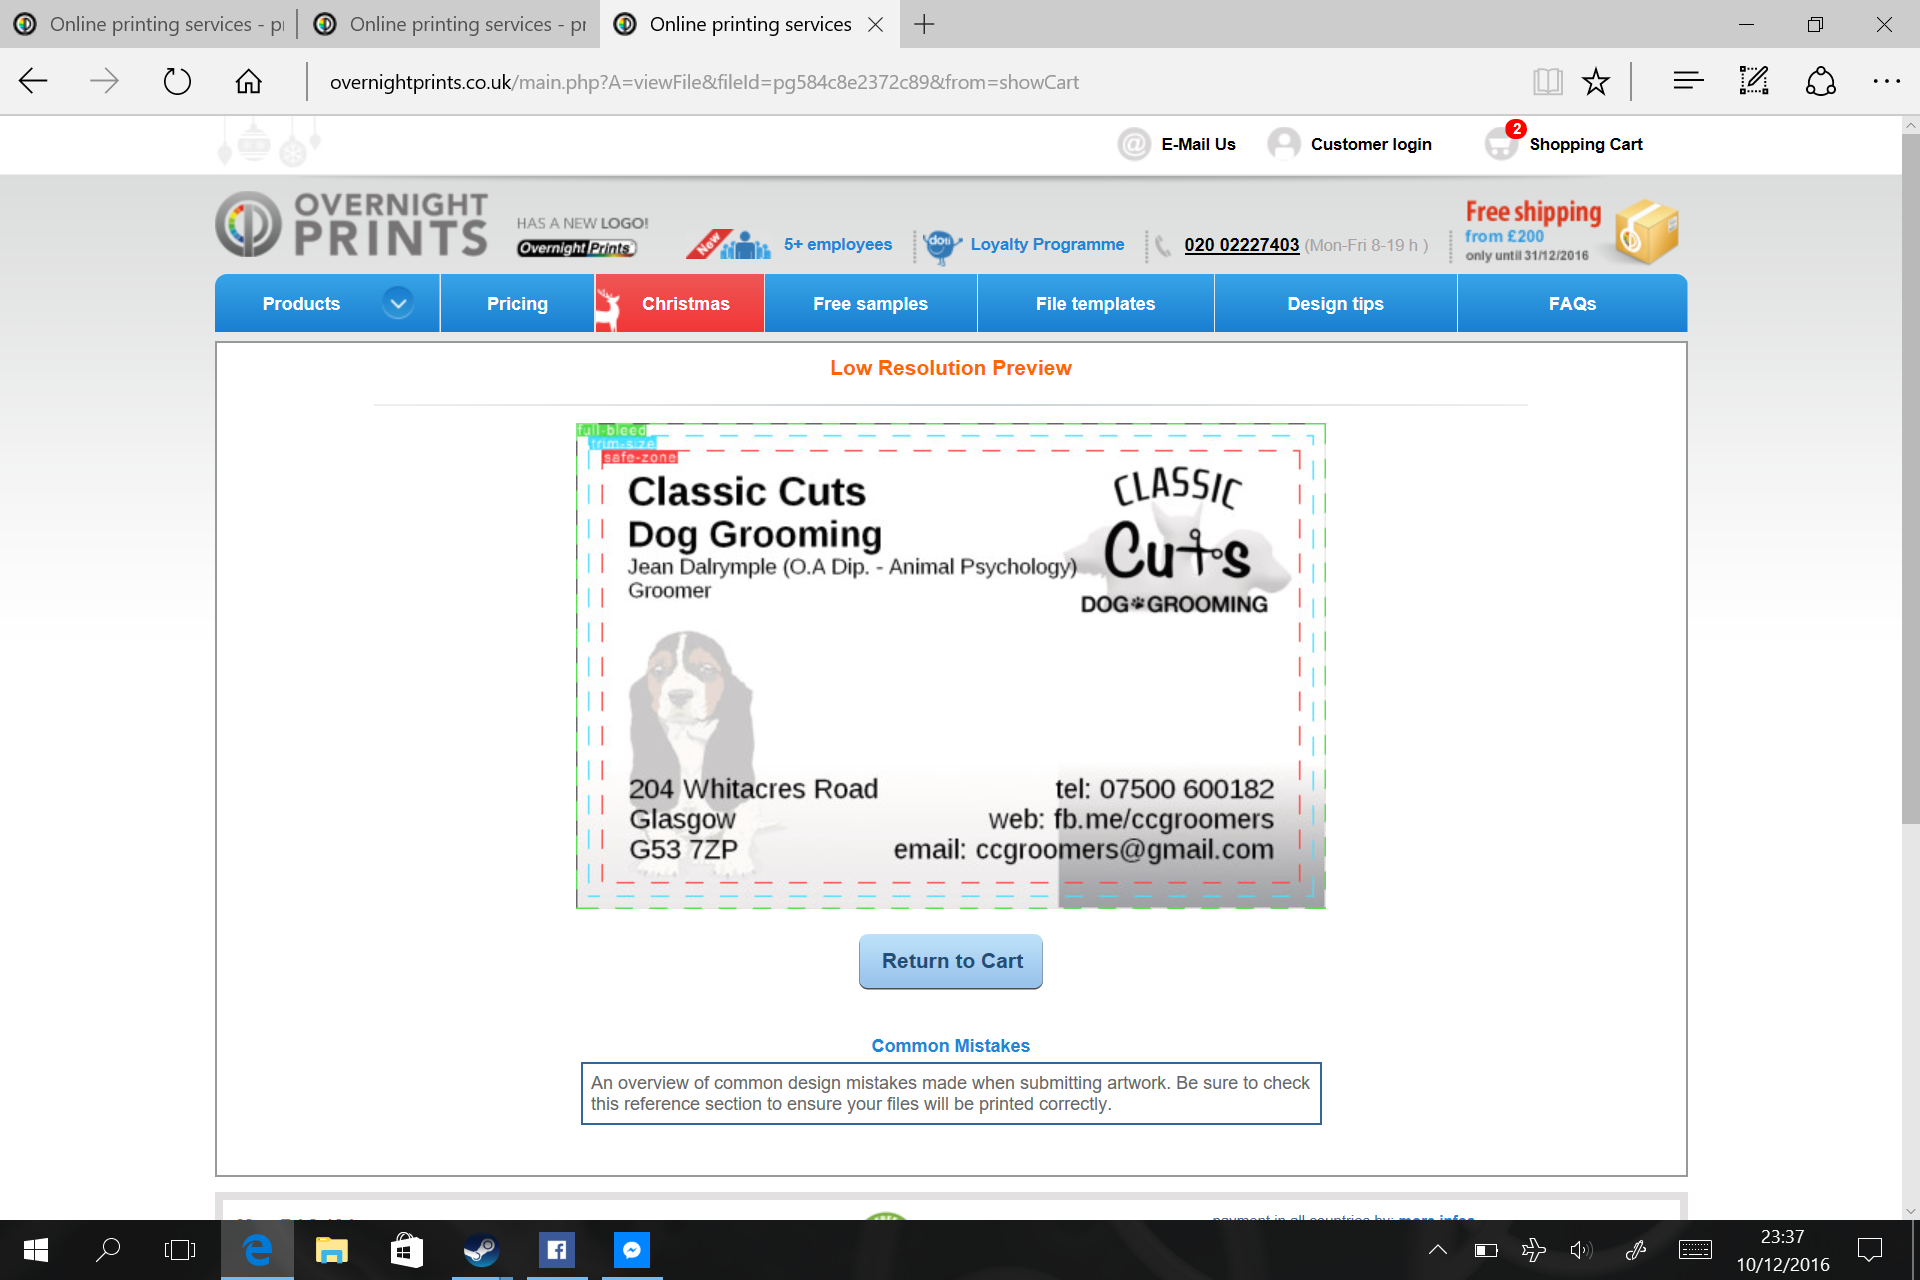 Online printing services - pr
Online printing services - pr
Online printing services
overnightprints.co.uk/main.php?A=viewFile&fileId=pg584c8e2372c89&from=showCart
E-Mail Us
Customer login
2
Shopping Cart
OVERNIGHT
PRINTS
HAS A NEW LOGO!
OvernightPrints
New
5+ employees
doti
Loyalty Programme
020 02227403 (Mon-Fri 8-19 h )
Free shipping
from £200
only until 31/12/2016
Products
Pricing
Christmas
Free samples
File templates
Design tips
FAQs
Low Resolution Preview
full-bleed
trim-size
safe-zone
Classic Cuts
Dog Grooming
Jean Dalrymple (O.A Dip. - Animal Psychology)
Groomer
CLASSIC
Cuts
DOG GROOMING
204 Whitacres Road
Glasgow
G53 7ZP
tel: 07500 600182
web: fb.me/ccgroomers
email: ccgroomers@gmail.com
Return to Cart
Common Mistakes
An overview of common design mistakes made when submitting artwork. Be sure to check
this reference section to ensure your files will be printed correctly.
payment in all countries by: more infos
23:37
10/12/2016